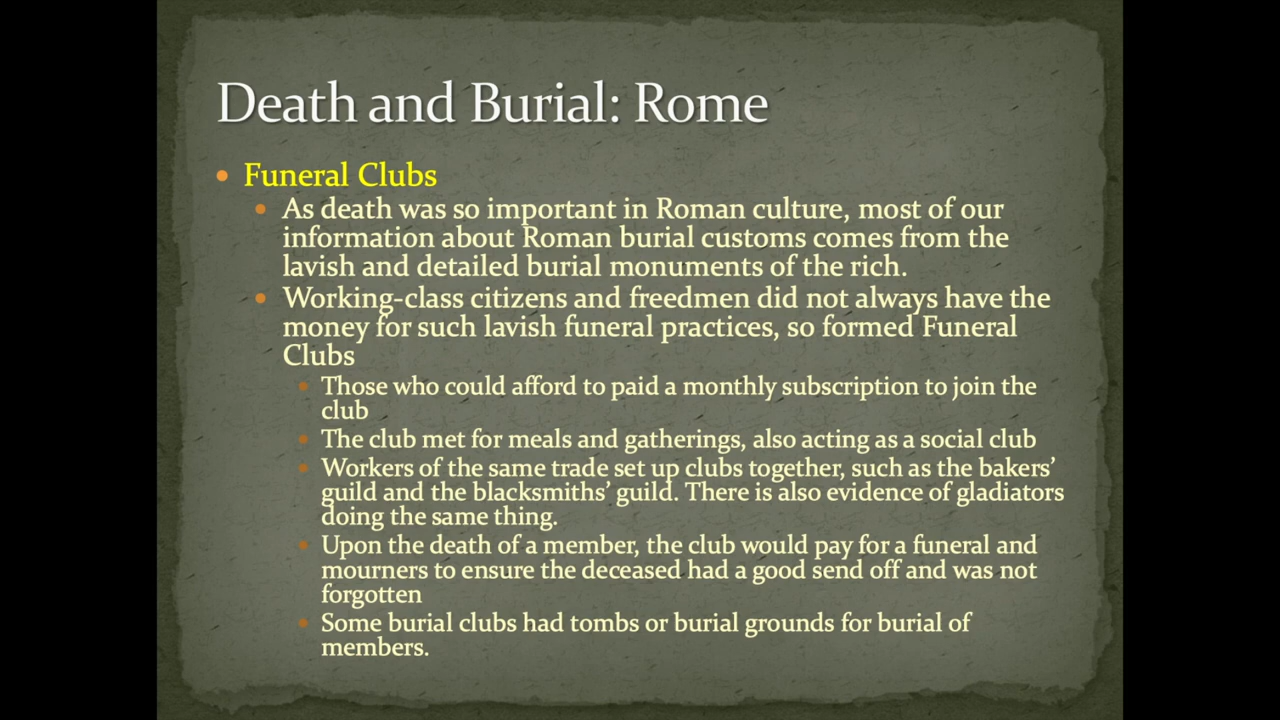 Death and Burial: Rome
• Funeral Clubs
• As death was so important in Roman culture, most of our
information about Roman burial customs comes from the
lavish and detailed burial monuments of the rich.
• Working-class citizens and freedmen did not always have the
money for such lavish funeral practices, so formed Funeral
Clubs
• Those who could afford to paid a monthly subscription to join the
club
• The club met for meals and gatherings, also acting as a social club
• Workers of the same trade set up clubs together, such as the bakers’
guild and the blacksmiths’ guild. There is also evidence of gladiators
doing the same thing.
• Upon the death of a member, the club would pay for a funeral and
mourners to ensure the deceased had a good send off and was not
forgotten
• Some burial clubs had tombs or burial grounds for burial of
members.